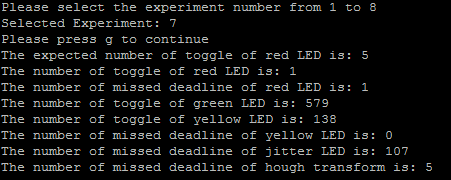 Please select the experiment number from 1 to 8
Selected Experiment: 7
Please press g to continue
The expected number of toggle of red LED is: 5
The number of toggle of red LED is: 1
The number of missed deadline of red LED is: 1
The number of toggle of green LED is: 579
The number of toggle of yellow LED is: 138
The number of missed deadline of yellow LED is: 0
The number of missed deadline of jitter LED is: 107
The number of missed deadline of hough transform is: 5